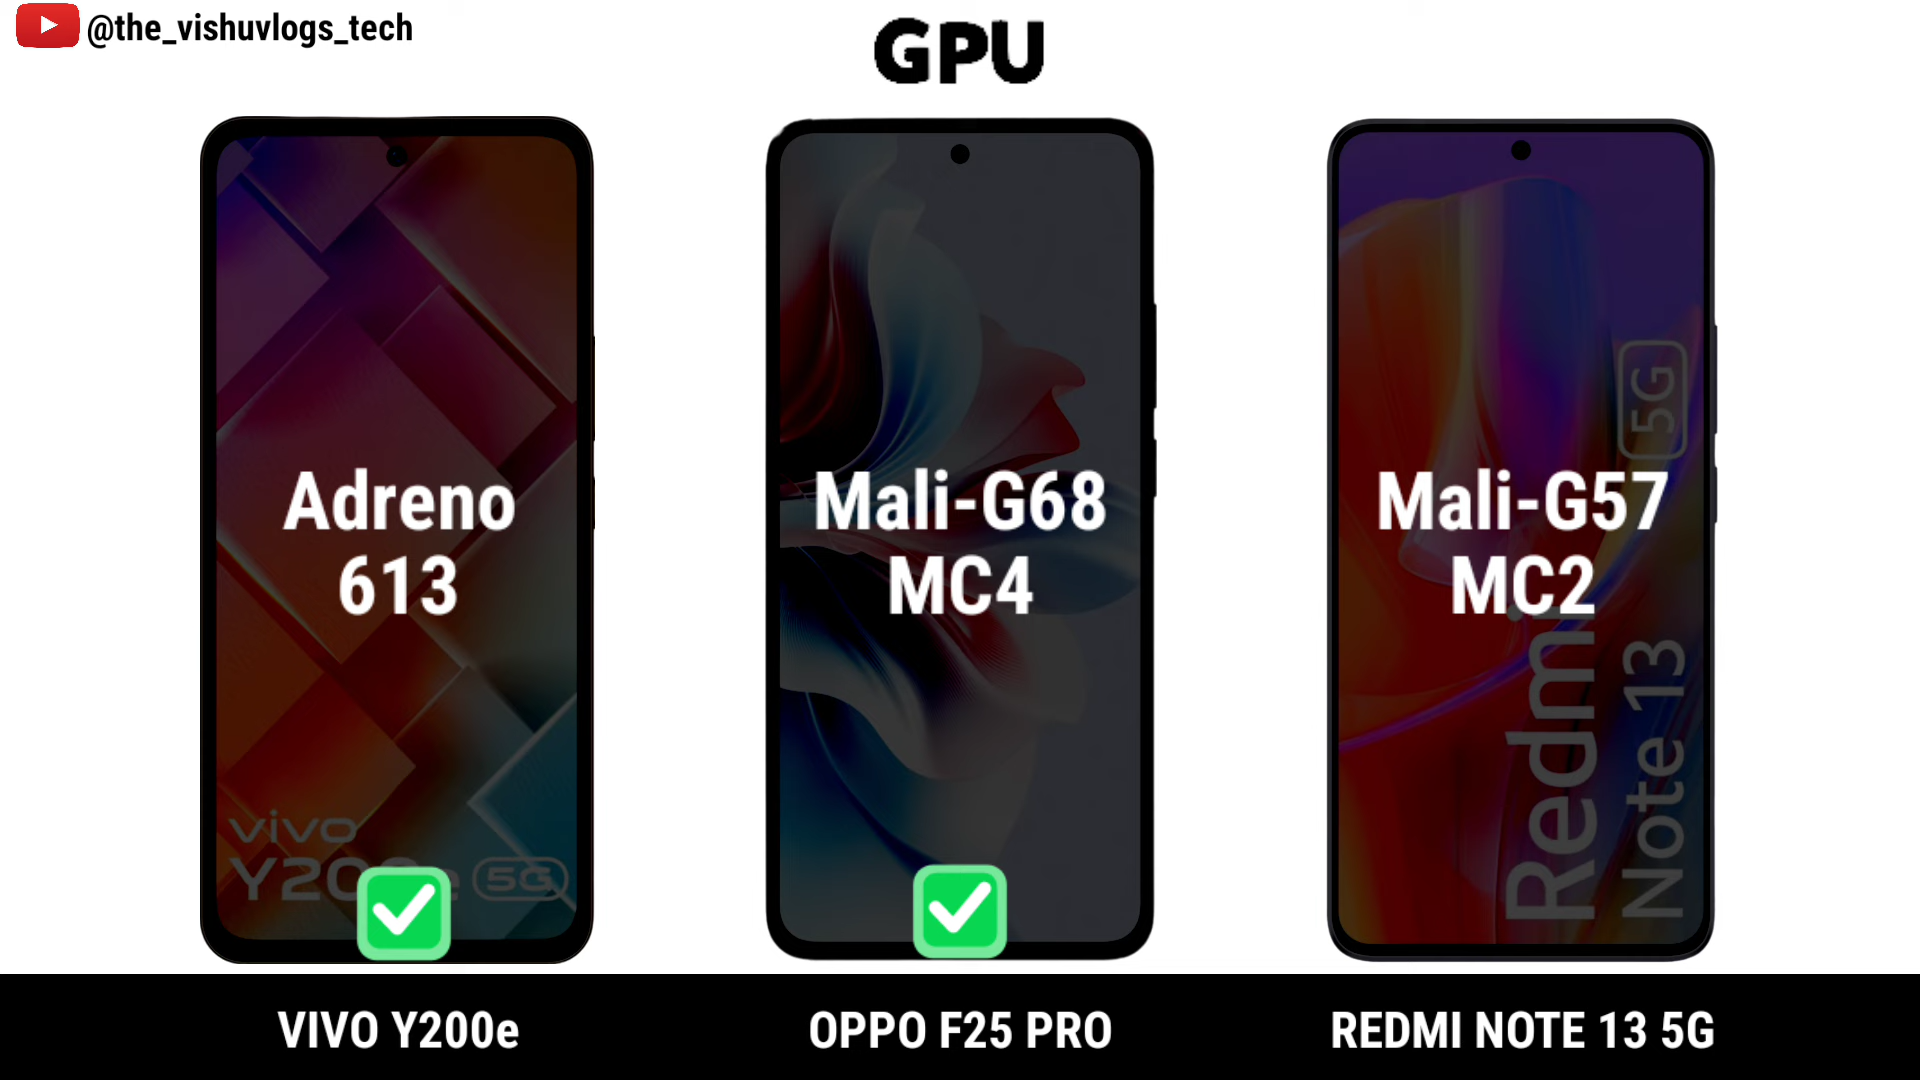 @the_vishuvlogs_tech
GPU
Adreno
613
vivo
Y200e 5G
Mali-G68
MC4
5G
Mali-G57
MC2
Redmi
Note 13
VIVO Y200e
OPPO F25 PRO
REDMI NOTE 13 5G